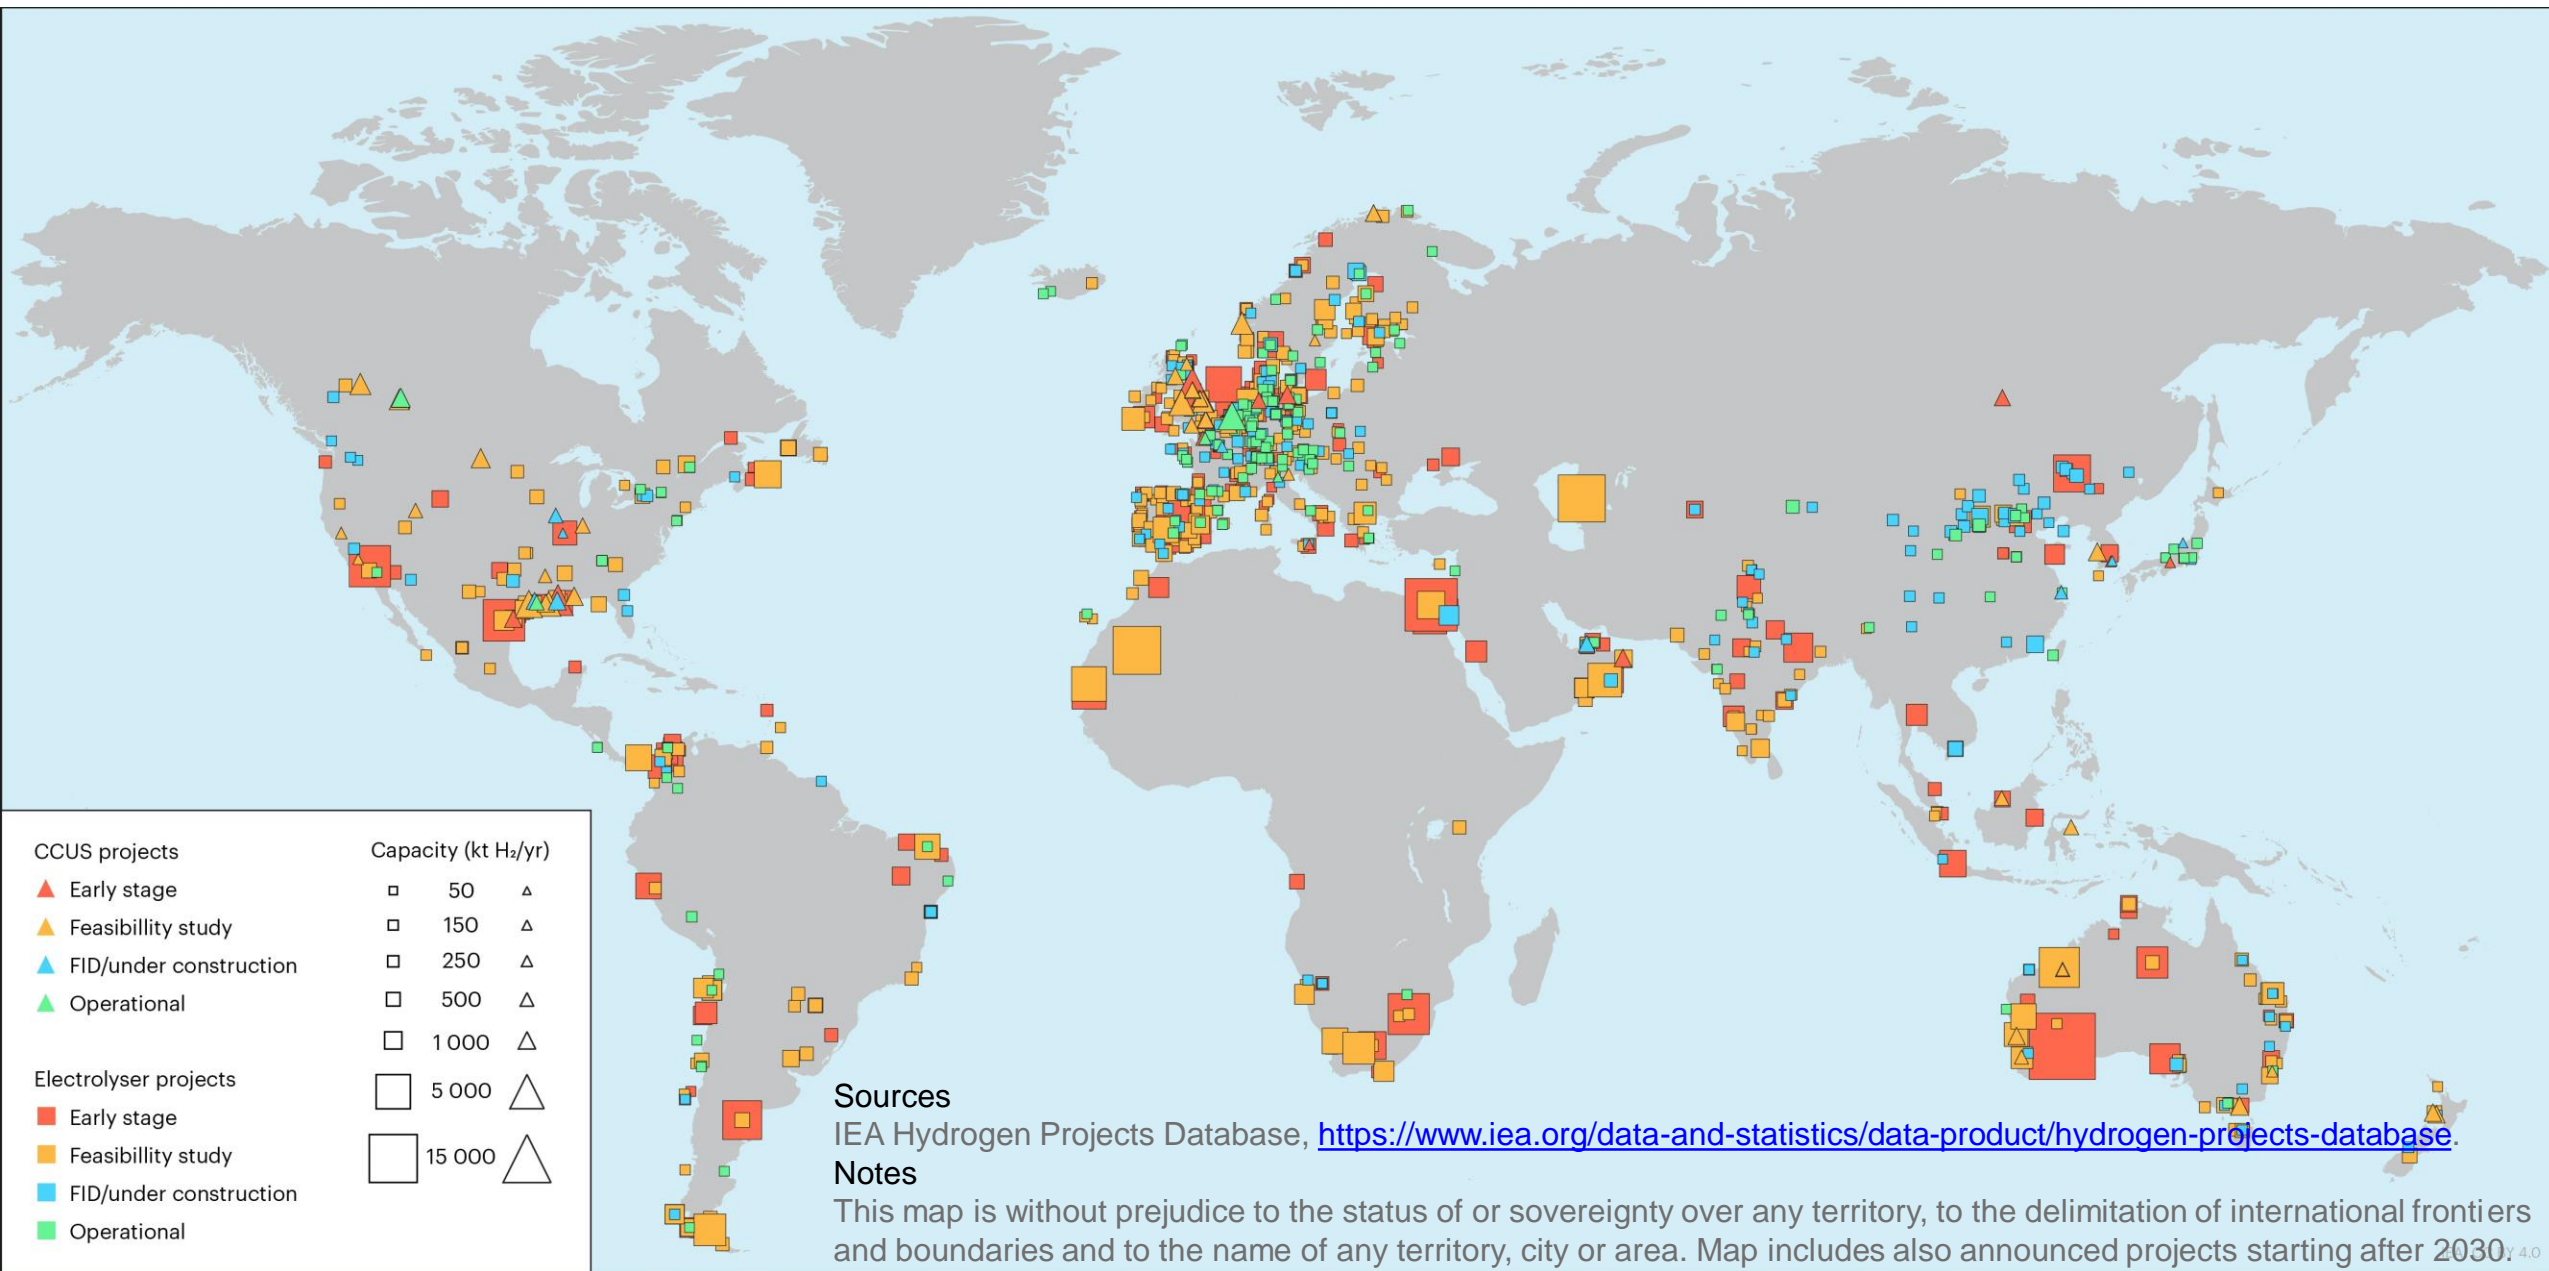 CCUS projects
Early stage
Feasibillity study
FID/under construction
Operational
Electrolyser projects
Early stage
Feasibillity study
FID/under construction
Operational
Capacity (kt H₂/yr)
50
150
250
500
1 000
5 000
15 000
Sources
IEA Hydrogen Projects Database, https://www.iea.org/data-and-statistics/data-product/hydrogen-projects-database.
Notes
This map is without prejudice to the status of or sovereignty over any territory, to the delimitation of international frontiers
and boundaries and to the name of any territory, city or area. Map includes also announced projects starting after 2030.
BY 4.0